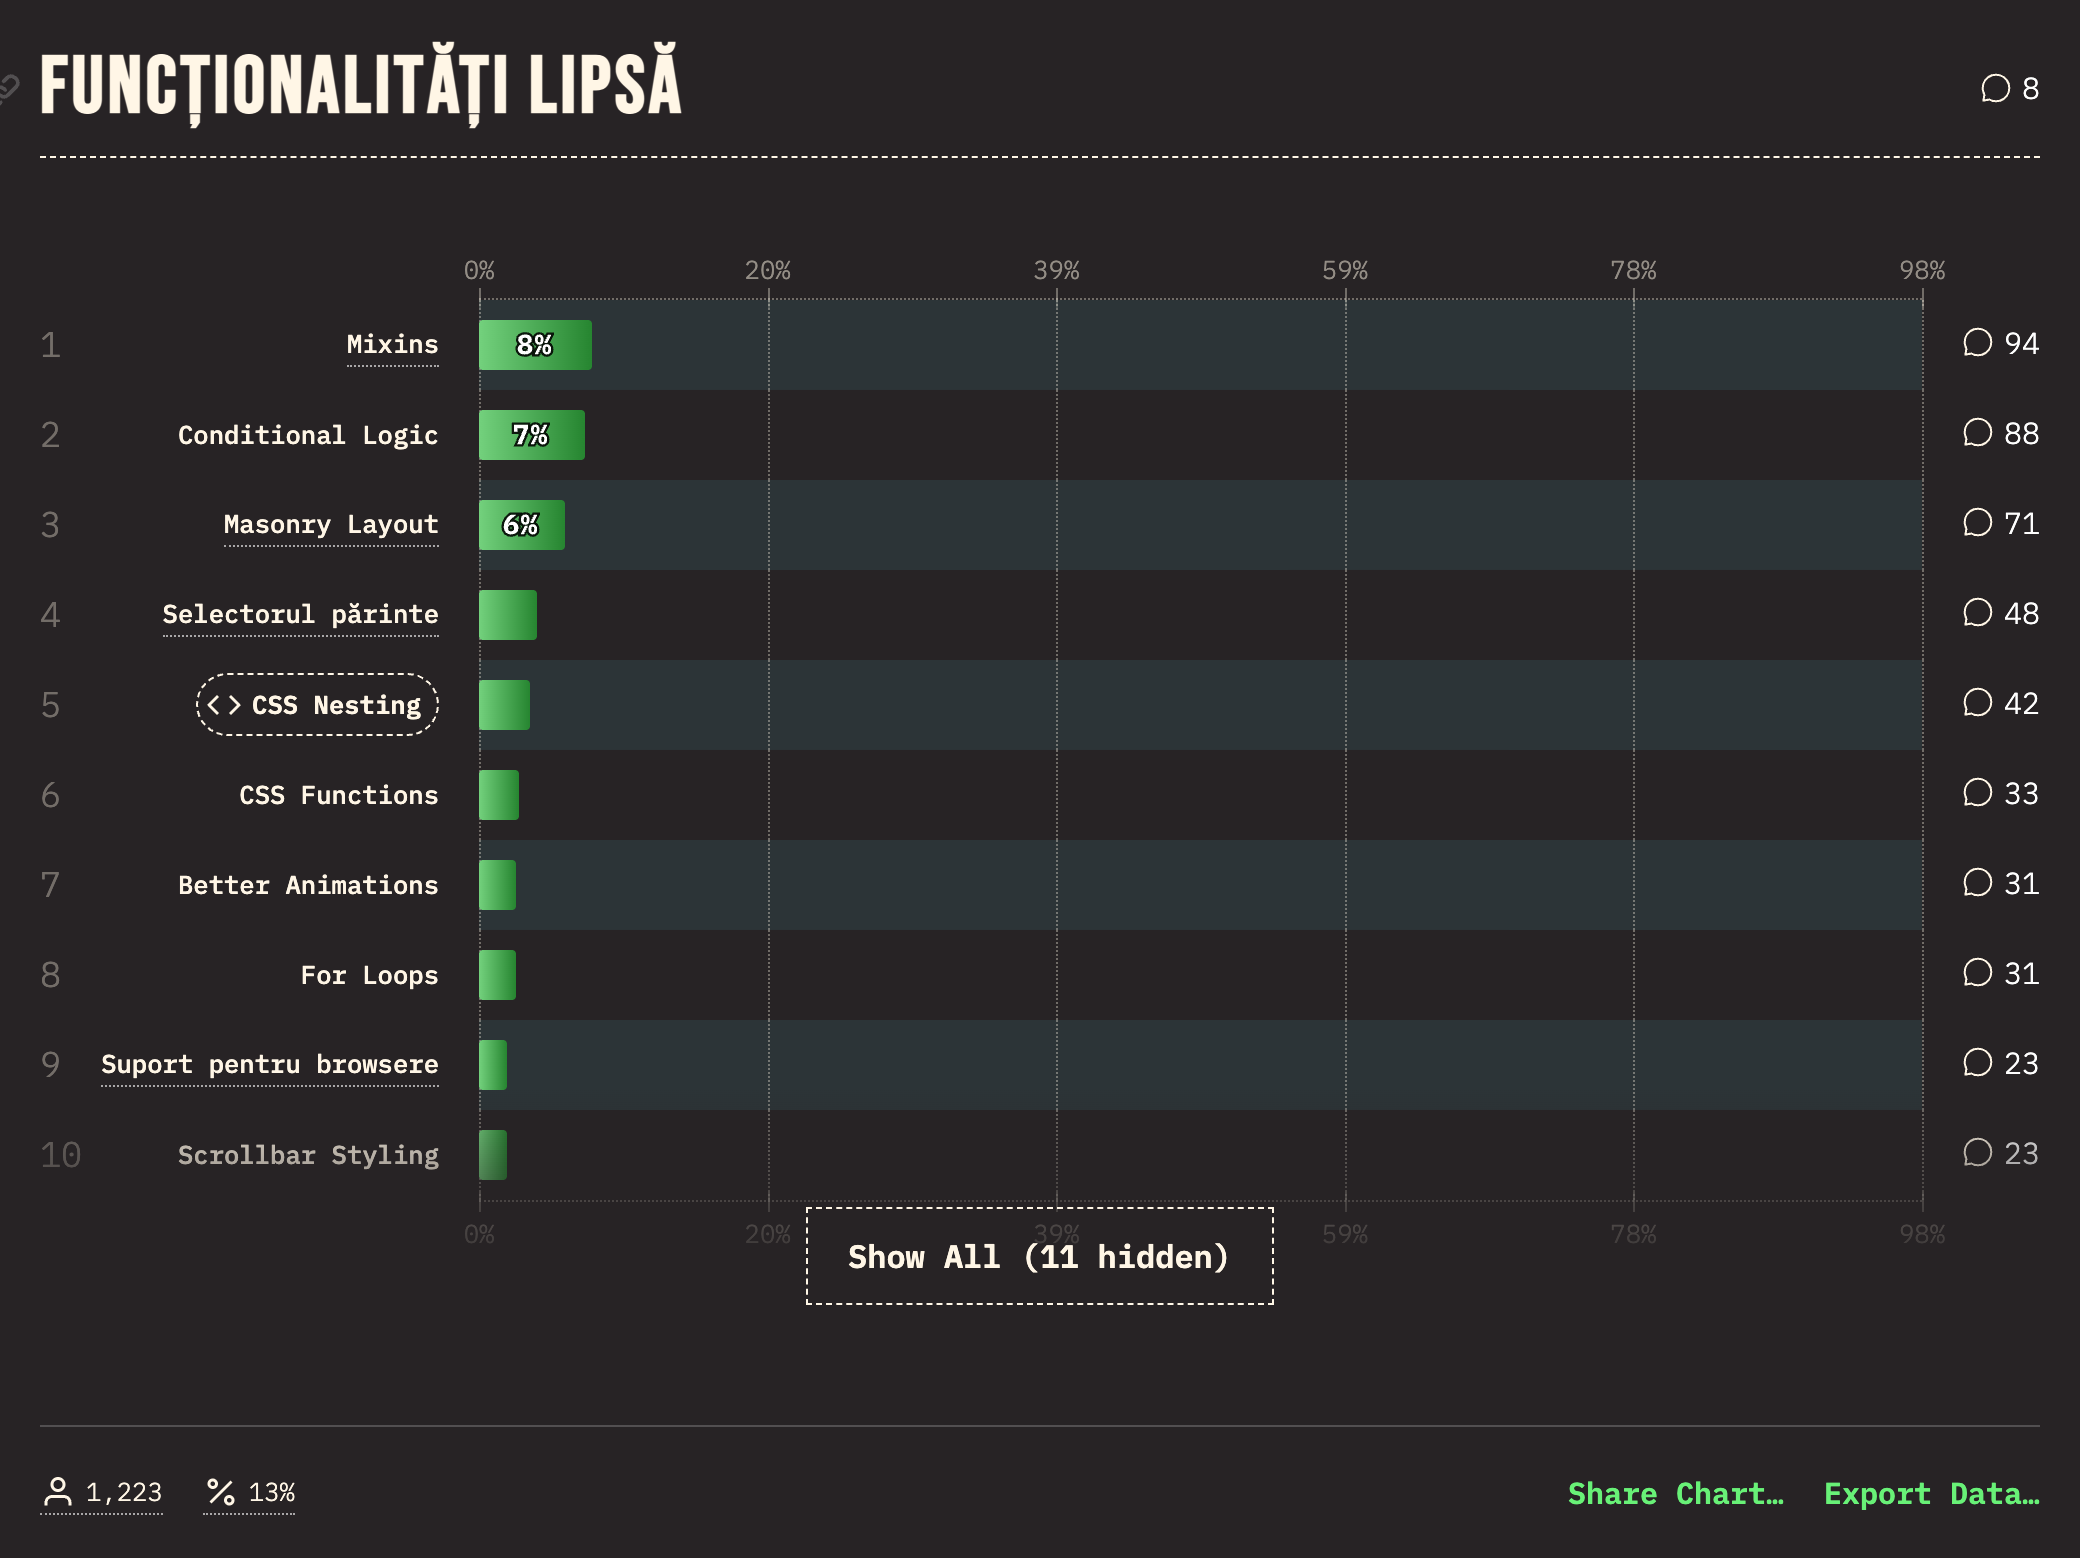 FUNCȚIONALITĂȚI LIPSĂ
8
0% 20% 39% 59% 78% 98%
1 Mixins 8% 94
2 Conditional Logic 7% 88
3 Masonry Layout 6% 71
4 Selectorul părinte 48
5 <> CSS Nesting 42
6 CSS Functions 33
7 Better Animations 31
8 For Loops 31
9 Suport pentru browsere 23
10 Scrollbar Styling 23
0% 20% 39% 59% 78% 98%
Show All (11 hidden)
1,223 13% Share Chart… Export Data…